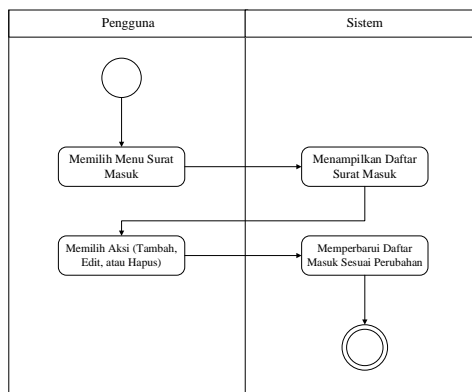 Pengguna
Sistem
Memilih Menu Surat
Masuk
Menampilkan Daftar
Surat Masuk
Memilih Aksi (Tambah,
Edit, atau Hapus)
Memperbarui Daftar
Masuk Sesuai Perubahan